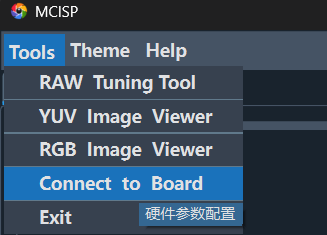 MCISP
Tools Theme Help
RAW Tuning Tool
YUV Image Viewer
RGB Image Viewer
Connect to Board
Exit
硬件参数配置